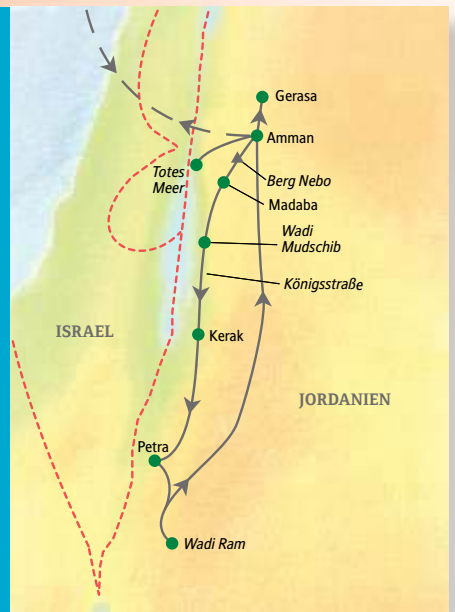 Gerasa
Amman
Totes
Meer
Berg Nebo
Madaba
Wadi
Mudschib
Königsstraße
ISRAEL
Kerak
JORDANIEN
Petra
Wadi Ram